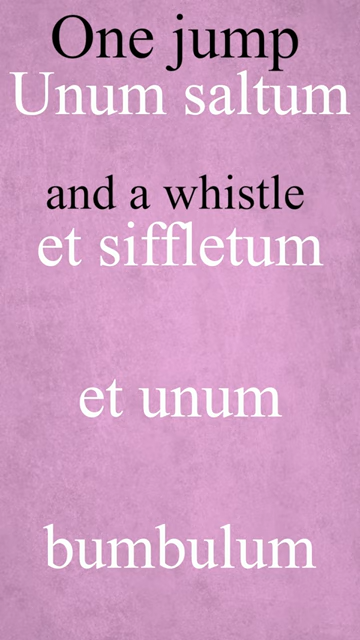 One jump
Unum saltum
and a whistle
et siffletum
et unum
bumbulum